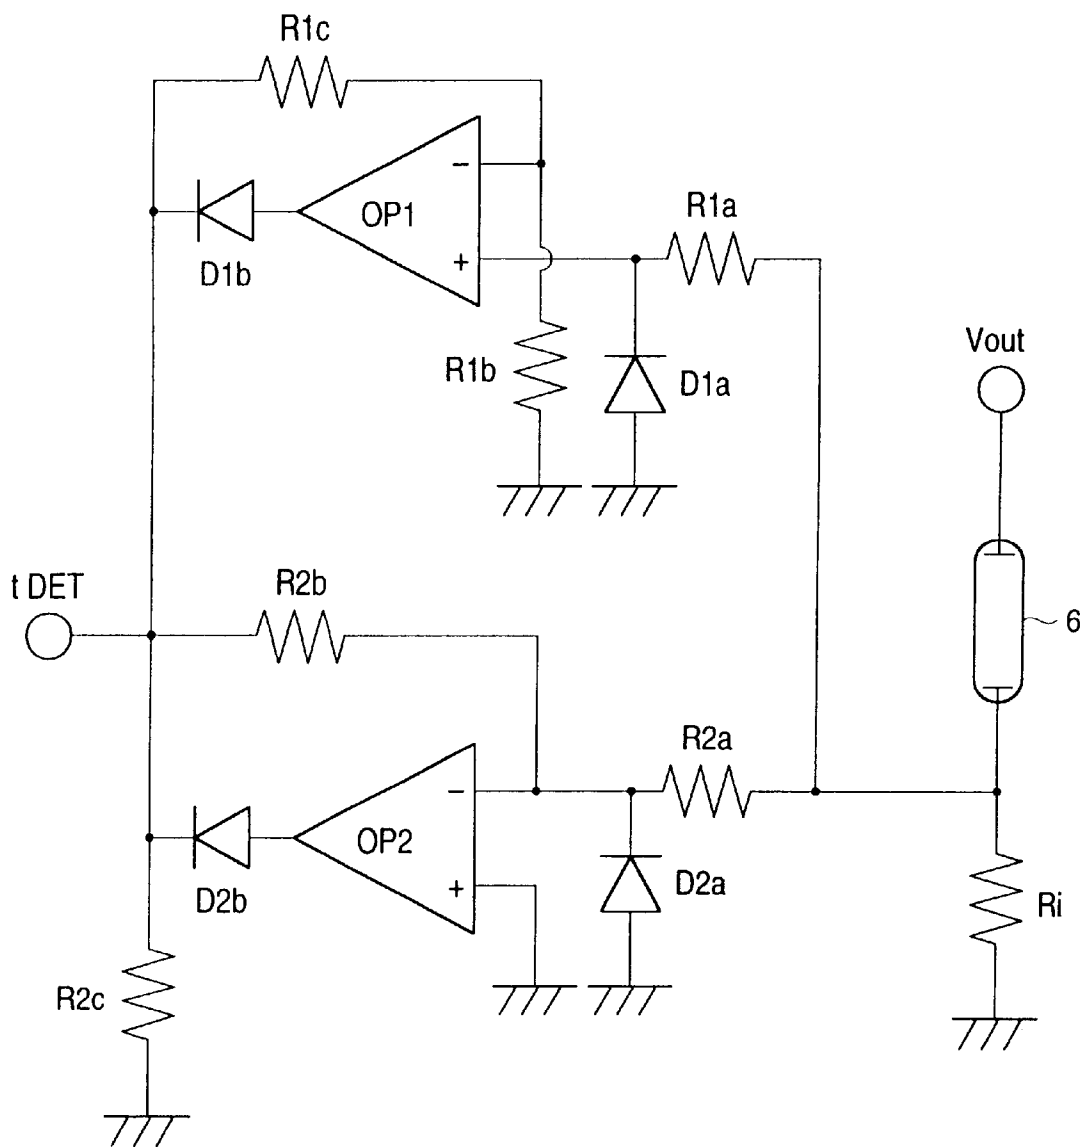 R1c
−
OP1
+
D1b
R1a
R1b
D1a
Vout
t DET
R2b
6
R2a
−
OP2
+
D2b
D2a
Ri
R2c